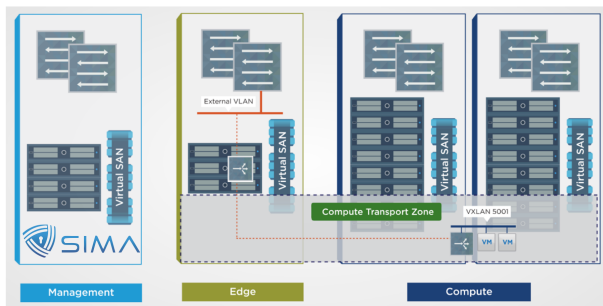 External VLAN
Virtual SAN
Virtual SAN
Virtual SAN
Virtual SAN
Compute Transport Zone
VXLAN 5001
VM VM
SIMA
Management
Edge
Compute